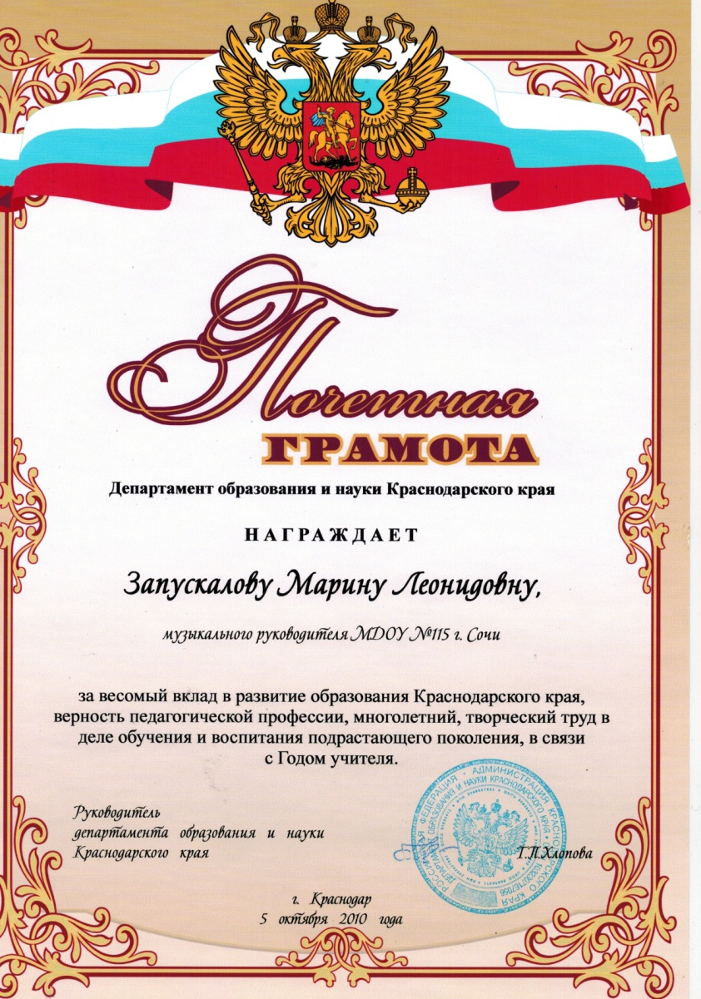 Почетная
ГРАМОТА
Департамент образования и науки Краснодарского края
НАГРАЖДАЕТ
Запускалову Марину Леонидовну,
музыкального руководителя МДОУ №115 г. Сочи
за весомый вклад в развитие образования Краснодарского края,
верность педагогической профессии, многолетний, творческий труд в
деле обучения и воспитания подрастающего поколения, в связи
с Годом учителя.
Руководитель
департамента образования и науки
Краснодарского края
Т.П.Хлопова
РОССИЙСКАЯ ФЕДЕРАЦИЯ • АДМИНИСТРАЦИЯ КРАСНОДАРСКОГО КРАЯ
ДЕПАРТАМЕНТ ОБРАЗОВАНИЯ И НАУКИ КРАСНОДАРСКОГО КРАЯ
г. Краснодар
5 октября 2010 года